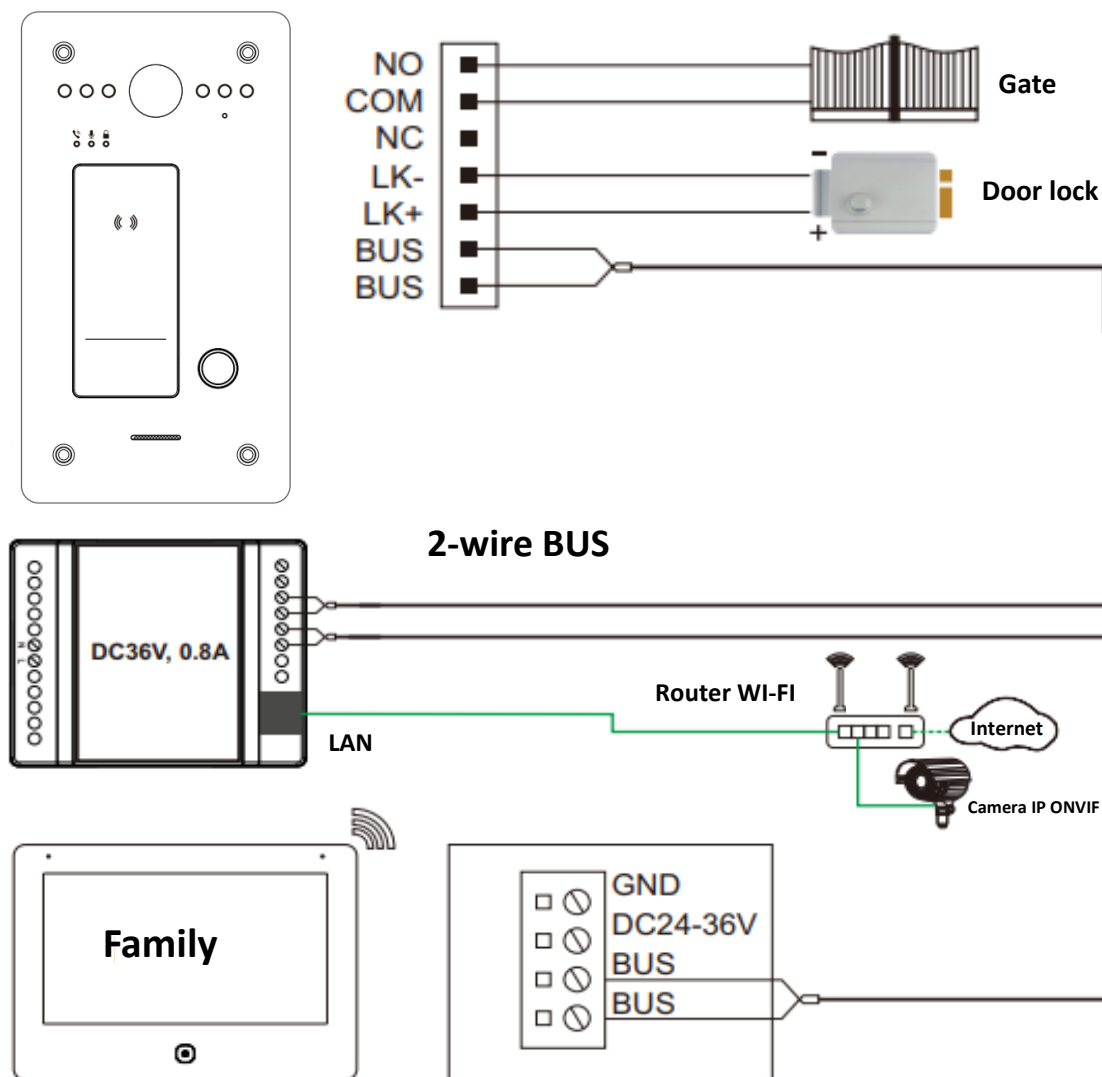 NO
COM
NC
LK-
LK+
BUS
BUS
Gate
-
Door lock
+
2-wire BUS
DC36V, 0.8A
N
L
LAN
Router WI-FI
Internet
Camera IP ONVIF
Family
GND
DC24-36V
BUS
BUS